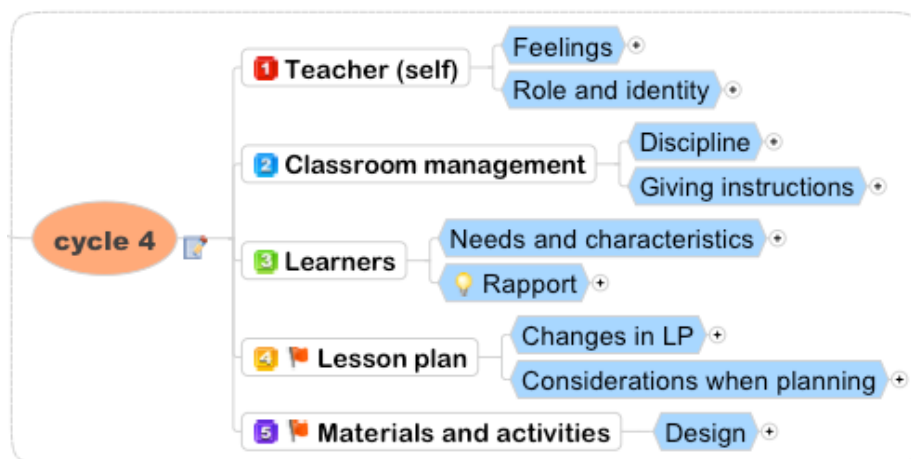 cycle 4
1 Teacher (self)
Feelings
Role and identity
2 Classroom management
Discipline
Giving instructions
3 Learners
Needs and characteristics
Rapport
4 Lesson plan
Changes in LP
Considerations when planning
5 Materials and activities
Design